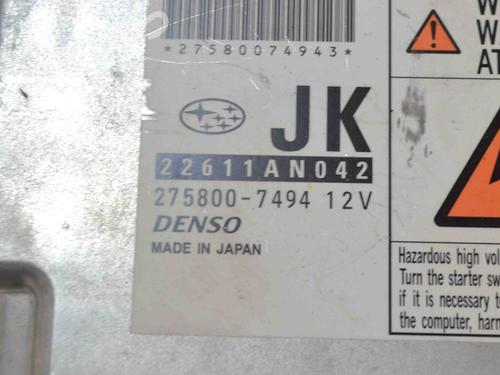 *27580074943*
W
W
AT
JK
22611AN042
275800-7494 12V
DENSO
MADE IN JAPAN
Hazardous high vol
Turn the starter sw
if it is necessary t
the computer, harn